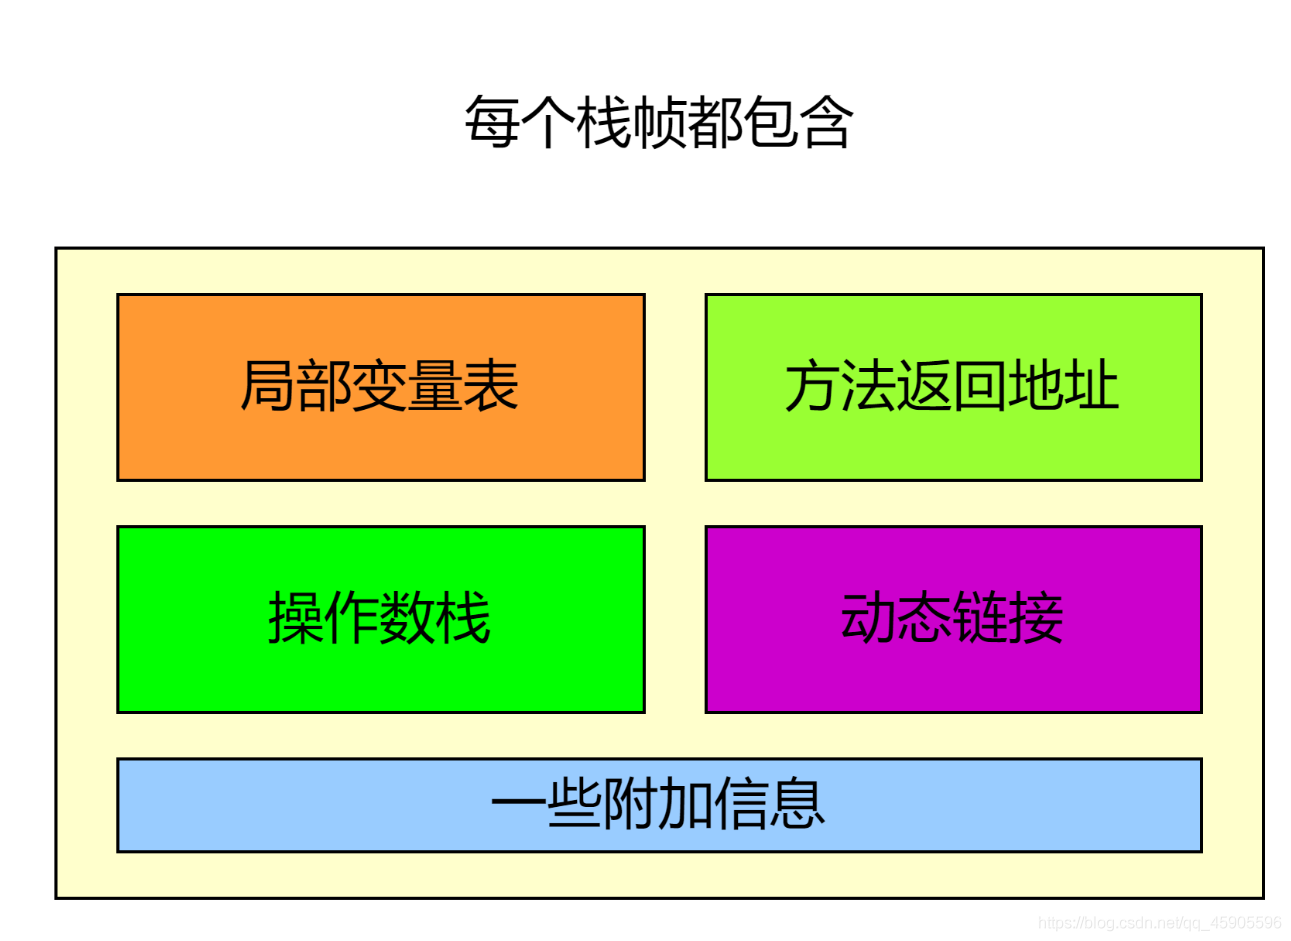 每个栈帧都包含
局部变量表
方法返回地址
操作数栈
动态链接
一些附加信息
https://blog.csdn.net/qq_45905596